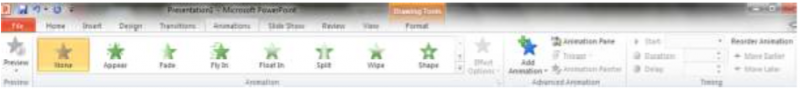 Presentation1 - Microsoft PowerPoint
Drawing Tools
File Home Insert Design Transitions Animations Slide Show Review View Format
Preview
None Appear Fade Fly In Float In Split Wipe Shape
Effect Options
Add Animation
Animation Pane
Trigger
Animation Painter
Start:
Duration:
Delay:
Reorder Animation
Move Earlier
Move Later
Preview Animation Advanced Animation Timing